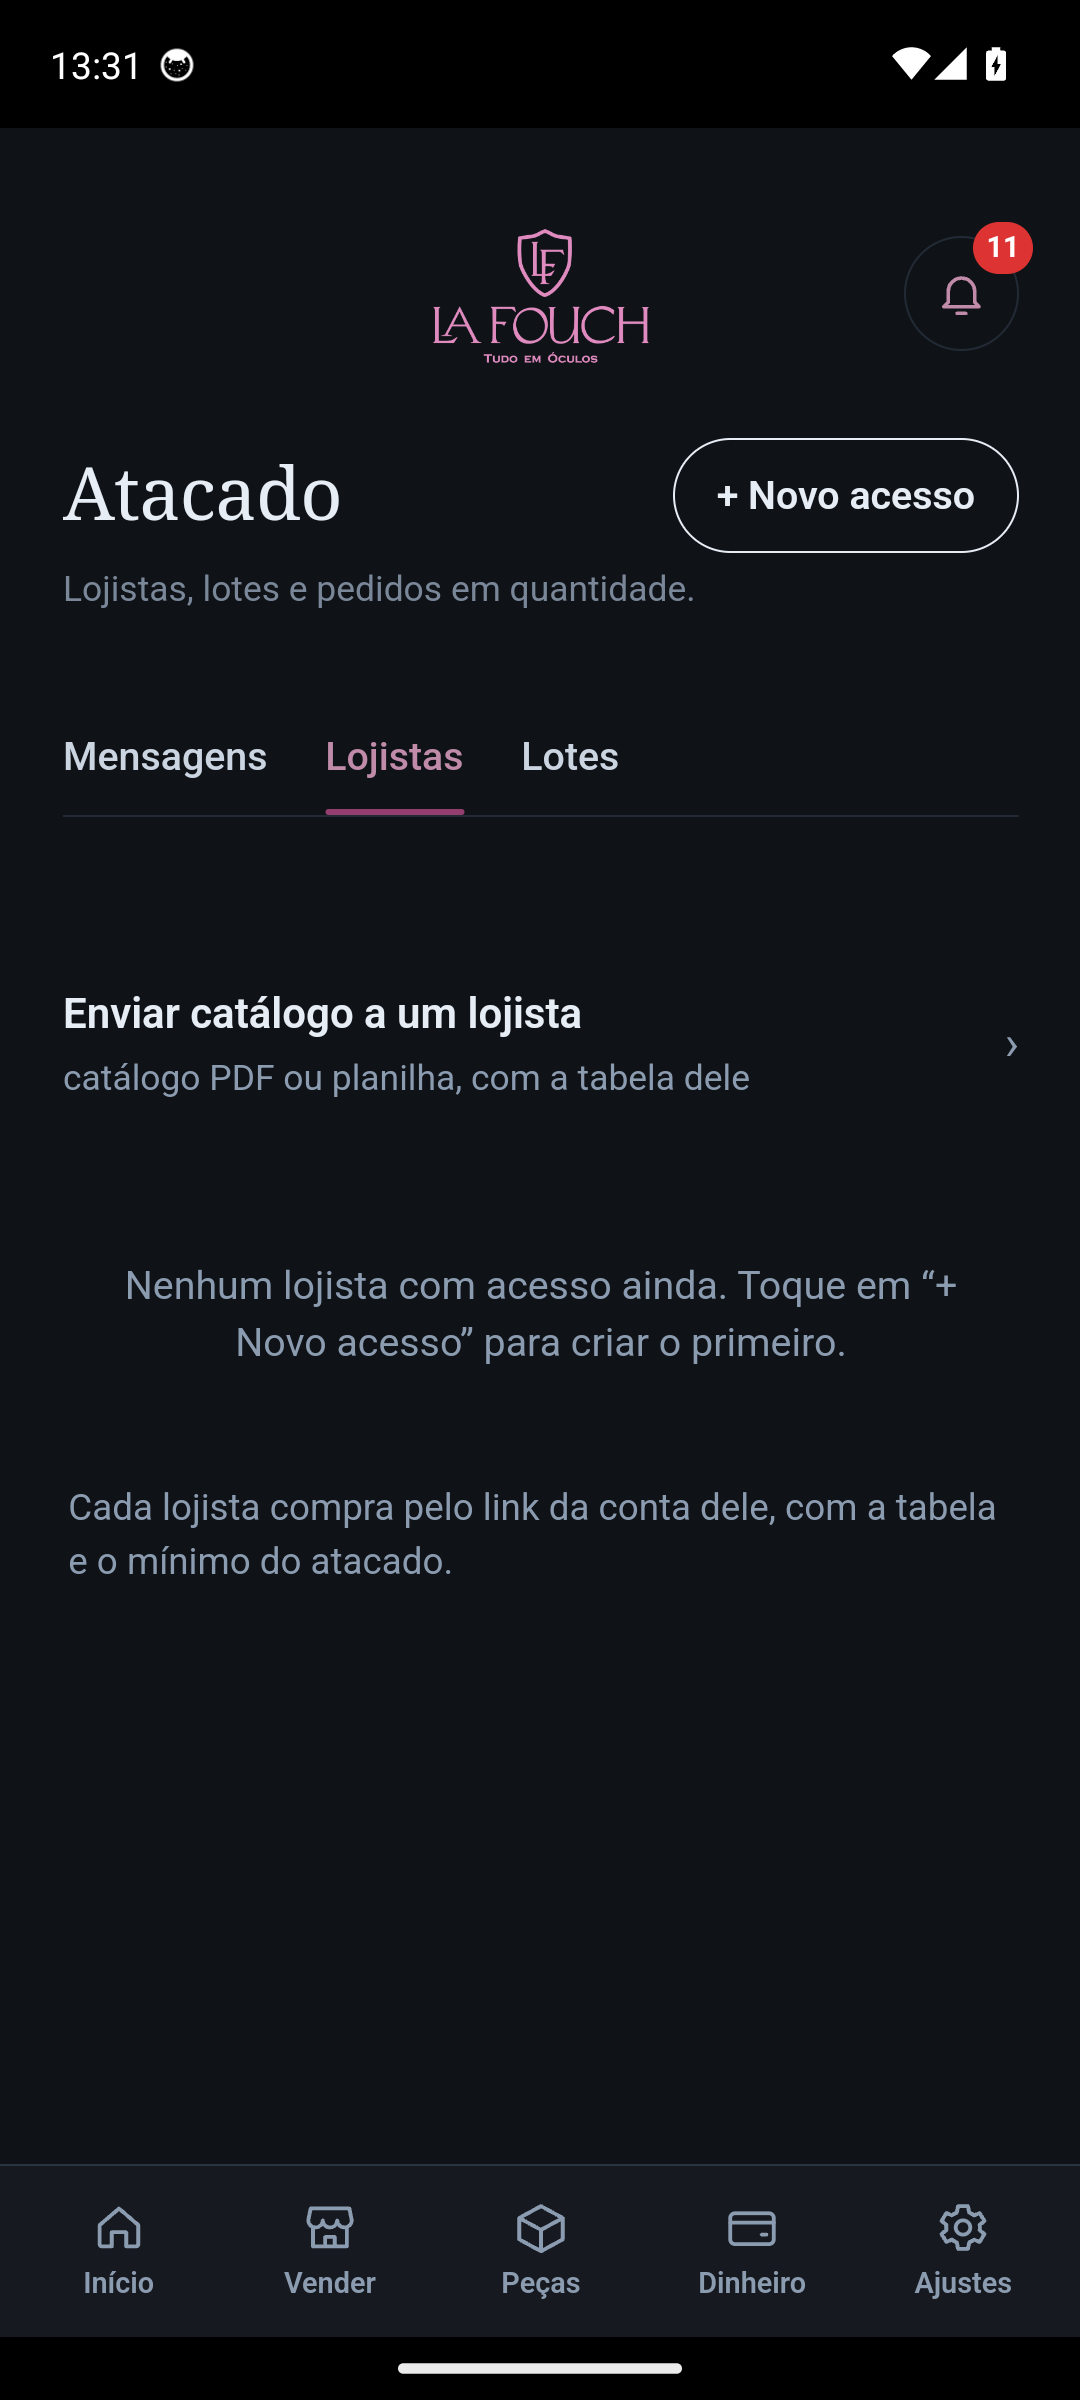 13:31
LF
LA FOUCH
TUDO EM ÓCULOS
11
Atacado
+ Novo acesso
Lojistas, lotes e pedidos em quantidade.
Mensagens
Lojistas
Lotes
Enviar catálogo a um lojista
catálogo PDF ou planilha, com a tabela dele
›
Nenhum lojista com acesso ainda. Toque em “+
Novo acesso” para criar o primeiro.
Cada lojista compra pelo link da conta dele, com a tabela
e o mínimo do atacado.
Início
Vender
Peças
Dinheiro
Ajustes